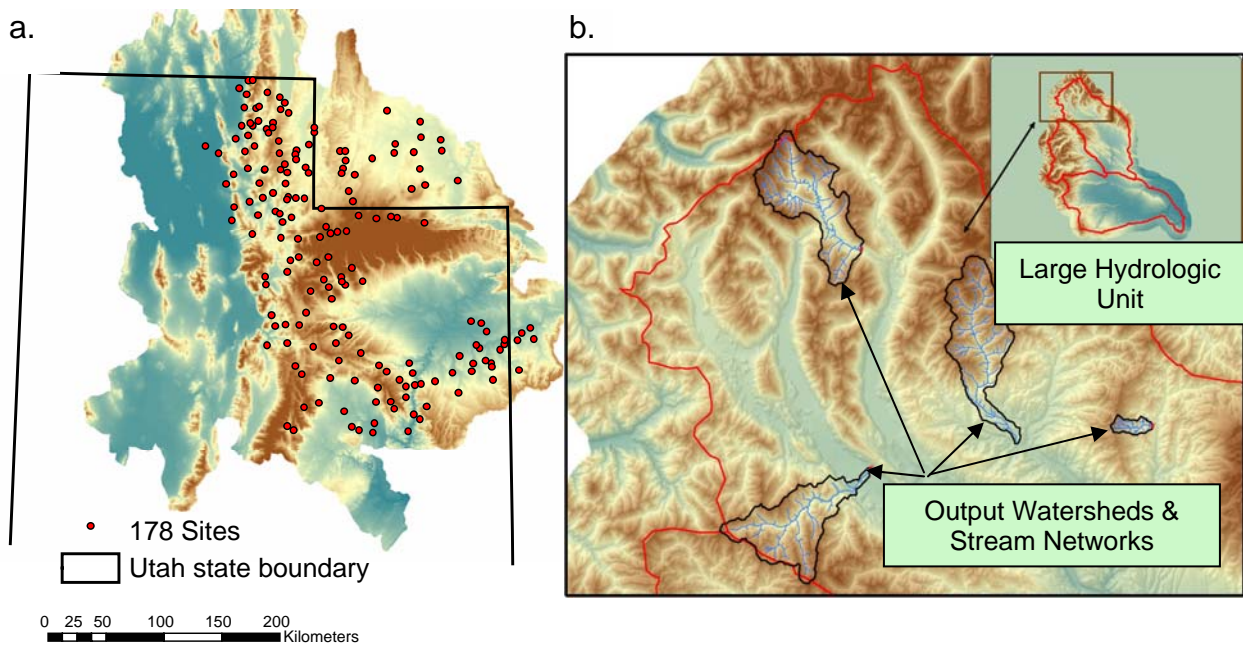 a.
178 Sites
Utah state boundary
0 25 50 100 150 200
Kilometers
b.
Large Hydrologic
Unit
Output Watersheds &
Stream Networks